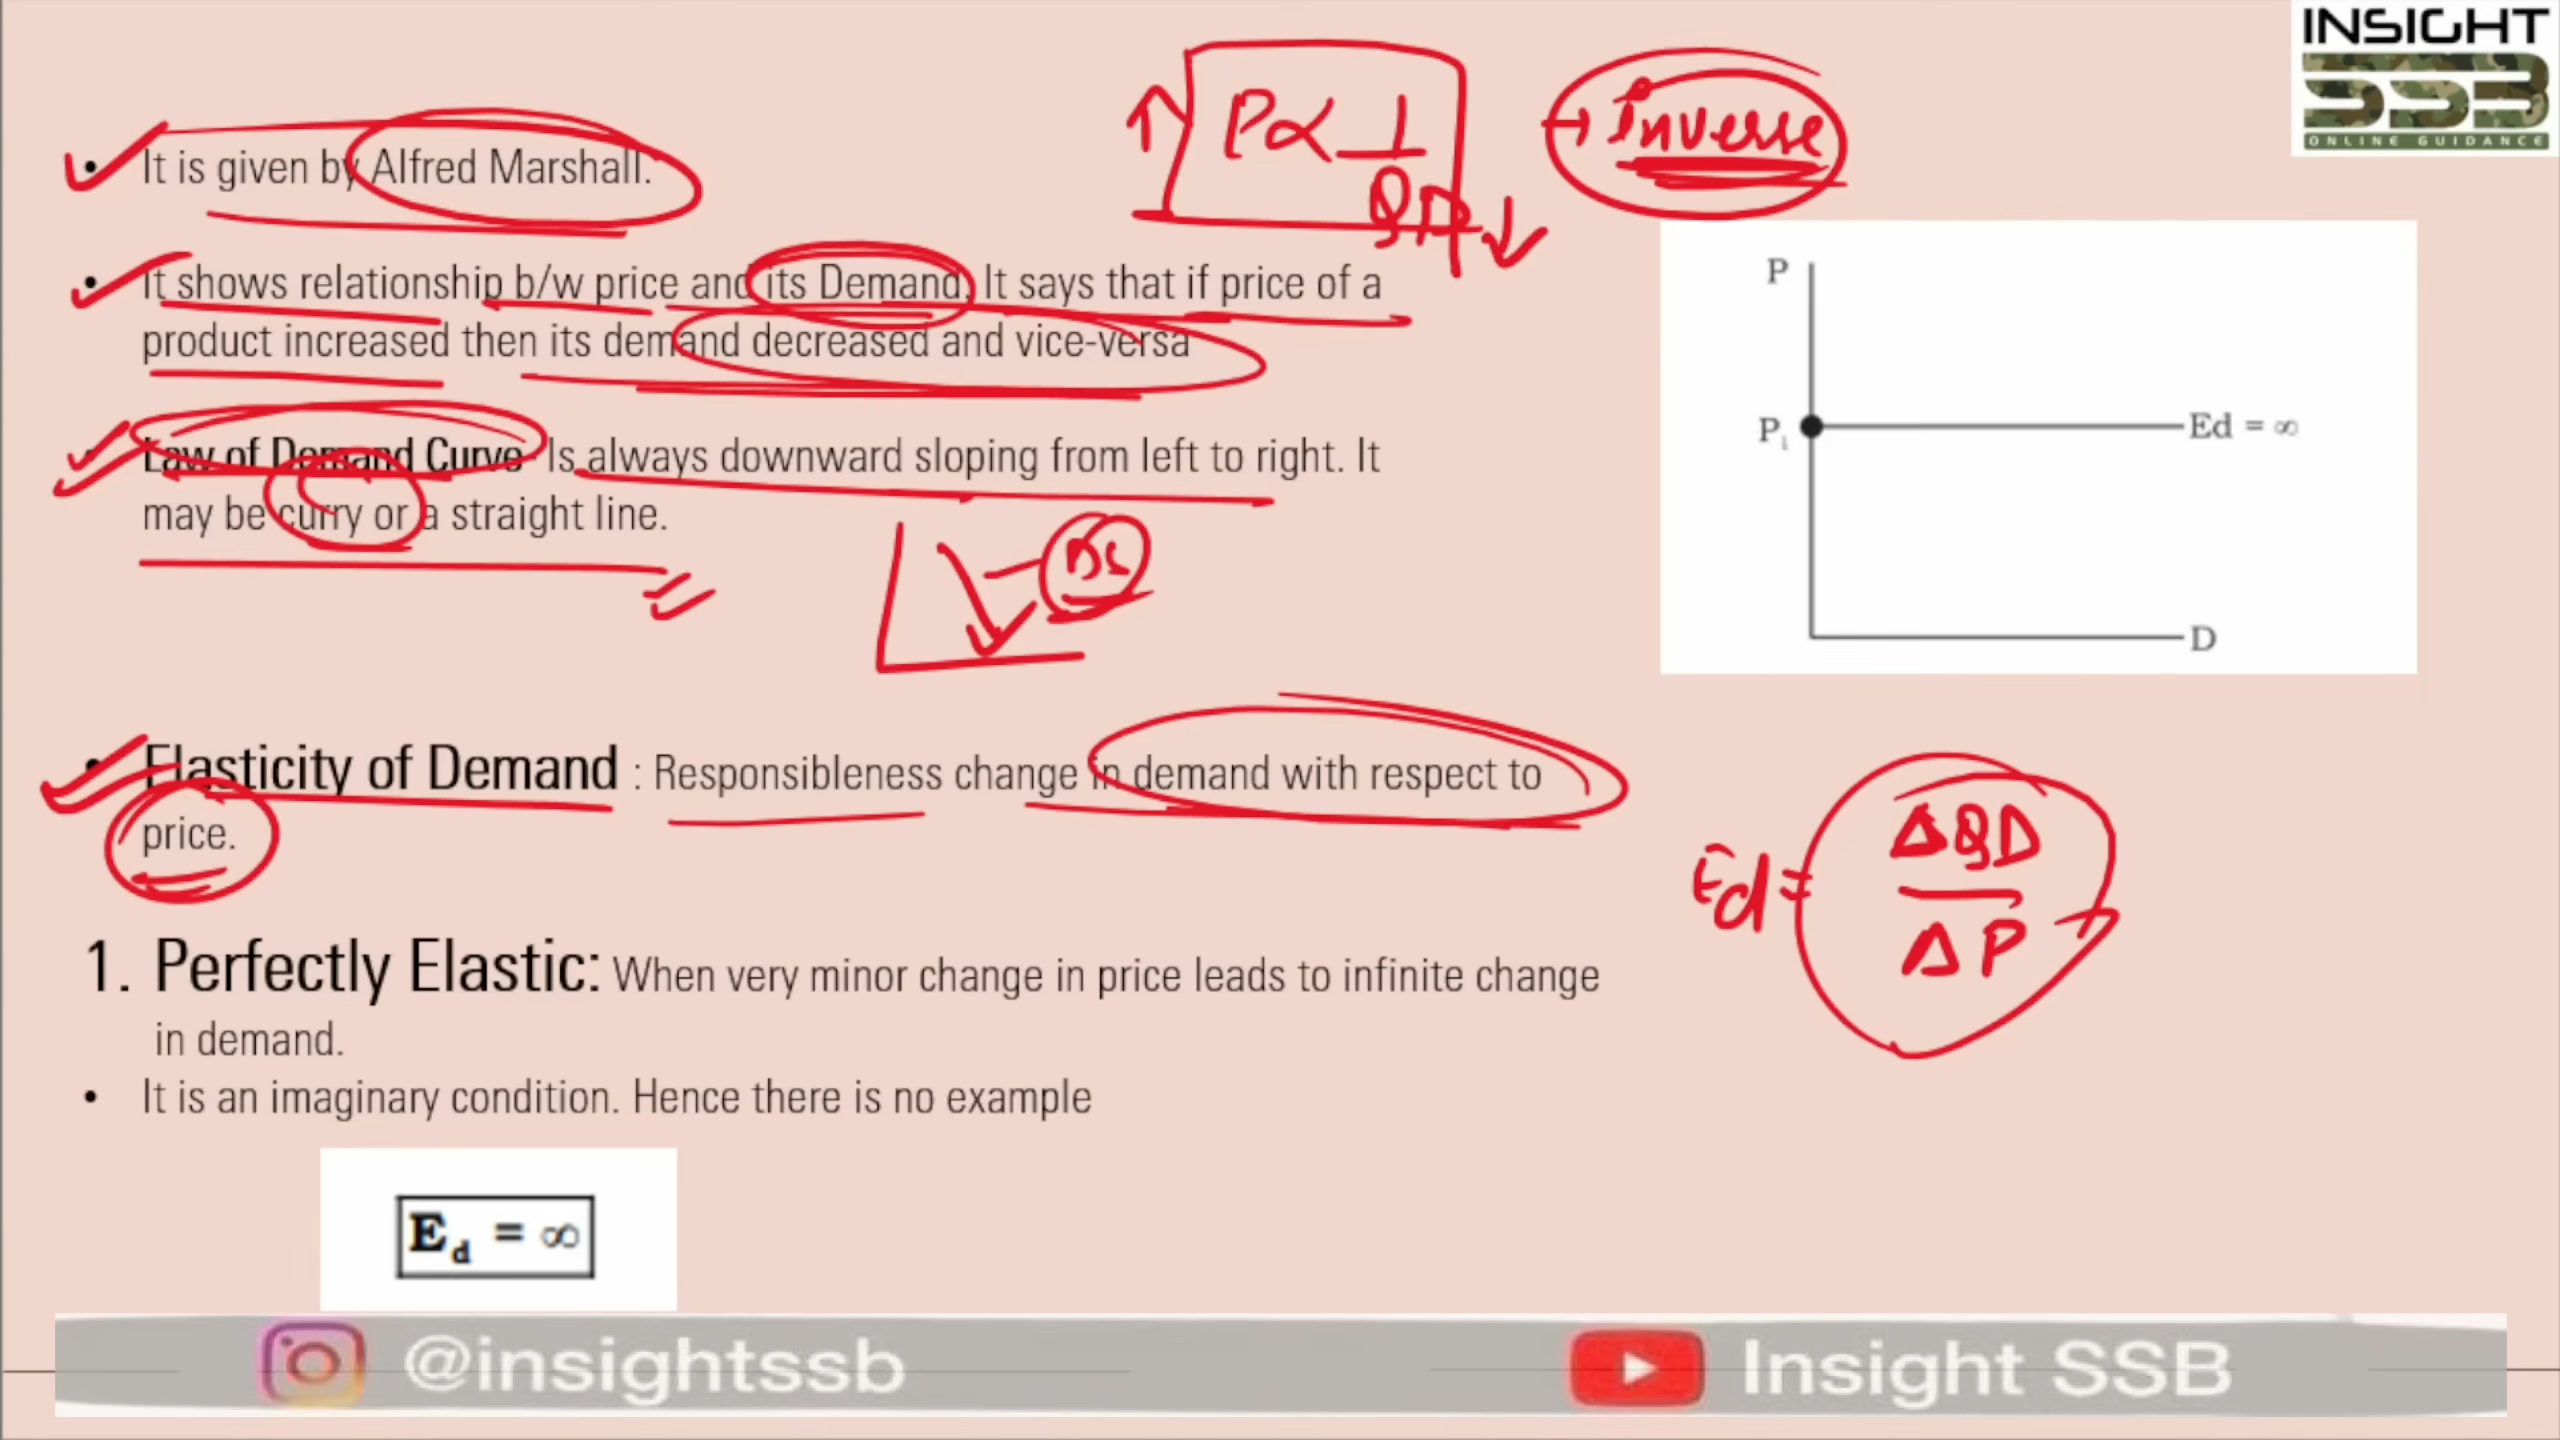 INSIGHT
SSB
ONLINE GUIDANCE
P ∝ 1
QD
→ Inverse
• It is given by Alfred Marshall.
• It shows relationship b/w price and its Demand. It says that if price of a
product increased then its demand decreased and vice-versa
• Law of Demand Curve- Is always downward sloping from left to right. It
may be curry or a straight line.
P
P₁
Ed = ∞
D
• Elasticity of Demand : Responsibleness change in demand with respect to
price.
Ed = ΔQD
ΔP
1. Perfectly Elastic: When very minor change in price leads to infinite change
in demand.
• It is an imaginary condition. Hence there is no example
Ed = ∞
@insightssb
Insight SSB